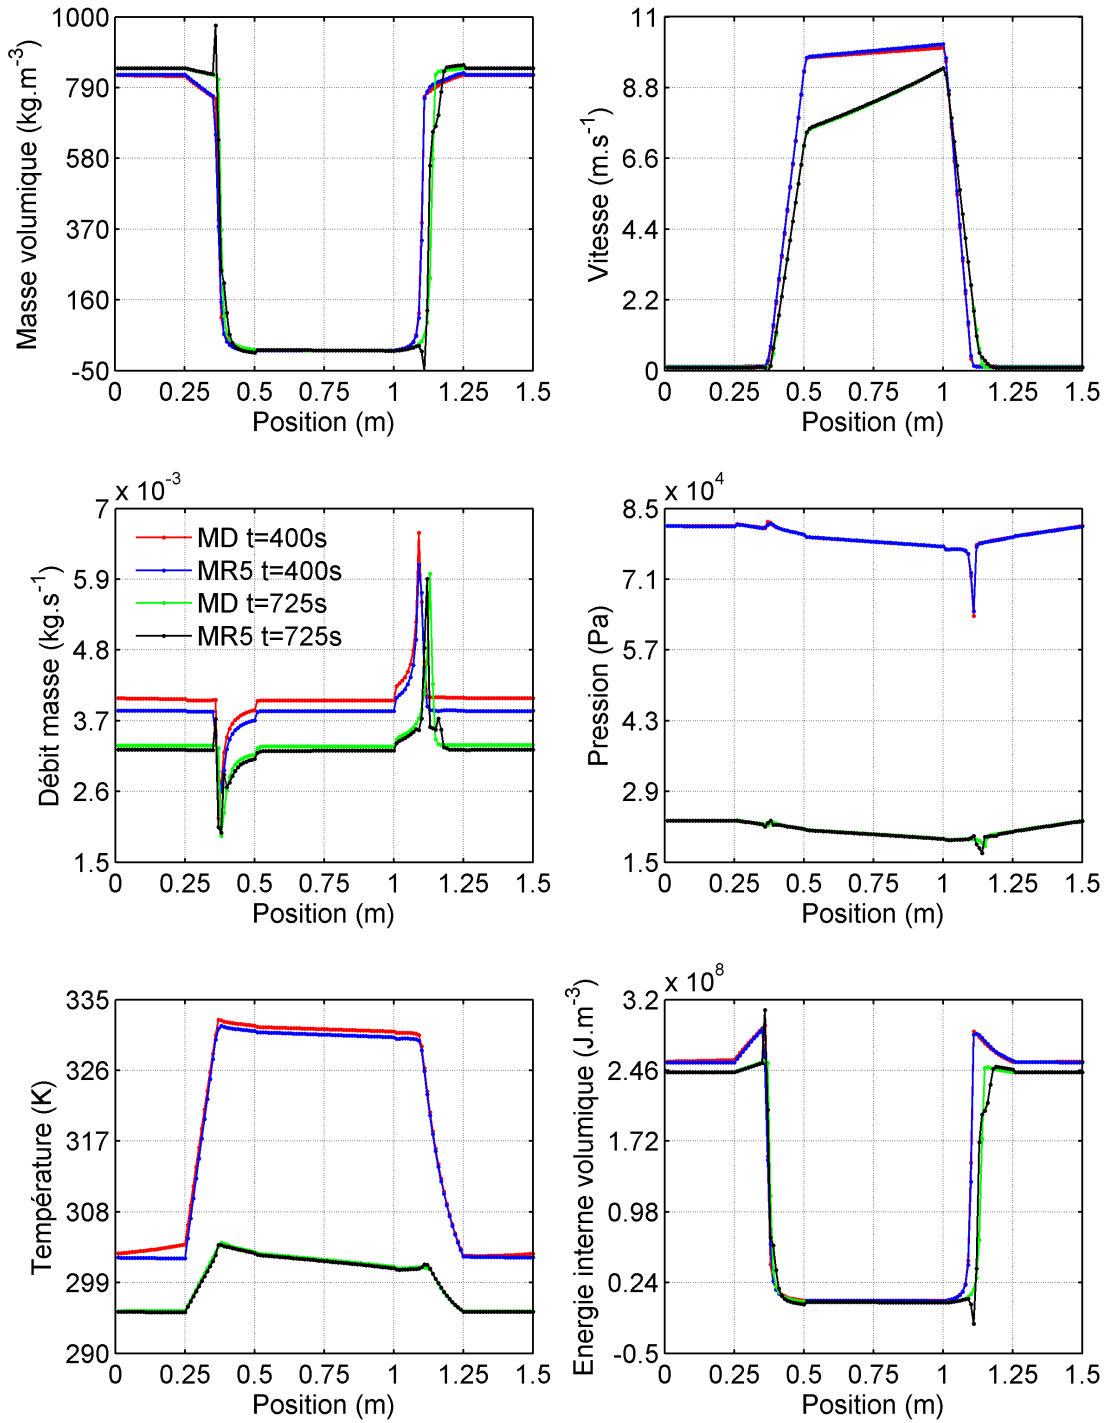 1000
790
580
370
160
-50
Masse volumique (kg.m⁻³)
0 0.25 0.5 0.75 1 1.25 1.5
Position (m)
11
8.8
6.6
4.4
2.2
0
Vitesse (m.s⁻¹)
0 0.25 0.5 0.75 1 1.25 1.5
Position (m)
x 10⁻³
7
5.9
4.8
3.7
2.6
1.5
Débit masse (kg.s⁻¹)
MD t=400s
MR5 t=400s
MD t=725s
MR5 t=725s
0 0.25 0.5 0.75 1 1.25 1.5
Position (m)
x 10⁴
8.5
7.1
5.7
4.3
2.9
1.5
Pression (Pa)
0 0.25 0.5 0.75 1 1.25 1.5
Position (m)
335
326
317
308
299
290
Température (K)
0 0.25 0.5 0.75 1 1.25 1.5
Position (m)
x 10⁸
3.2
2.46
1.72
0.98
0.24
-0.5
Energie interne volumique (J.m⁻³)
0 0.25 0.5 0.75 1 1.25 1.5
Position (m)